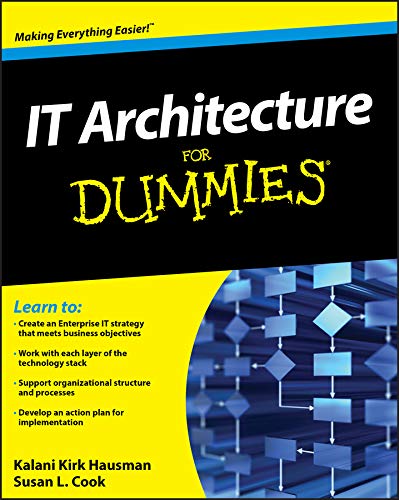 Making Everything Easier!™
IT Architecture
FOR
DUMMIES®
Learn to:
• Create an Enterprise IT strategy
that meets business objectives
• Work with each layer of the
technology stack
• Support organizational structure
and processes
• Develop an action plan for
implementation
Kalani Kirk Hausman
Susan L. Cook